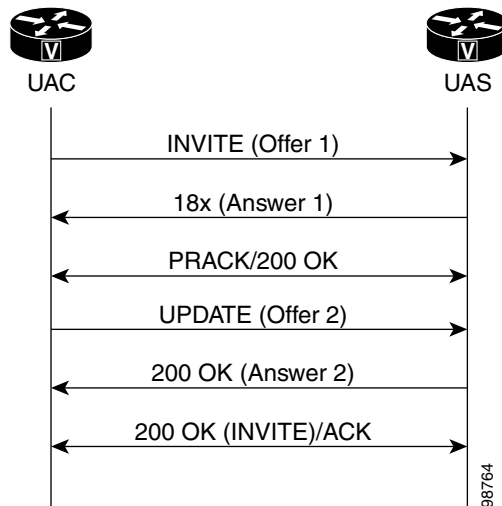 V V
UAC UAS
INVITE (Offer 1)
18x (Answer 1)
PRACK/200 OK
UPDATE (Offer 2)
200 OK (Answer 2)
200 OK (INVITE)/ACK
98764